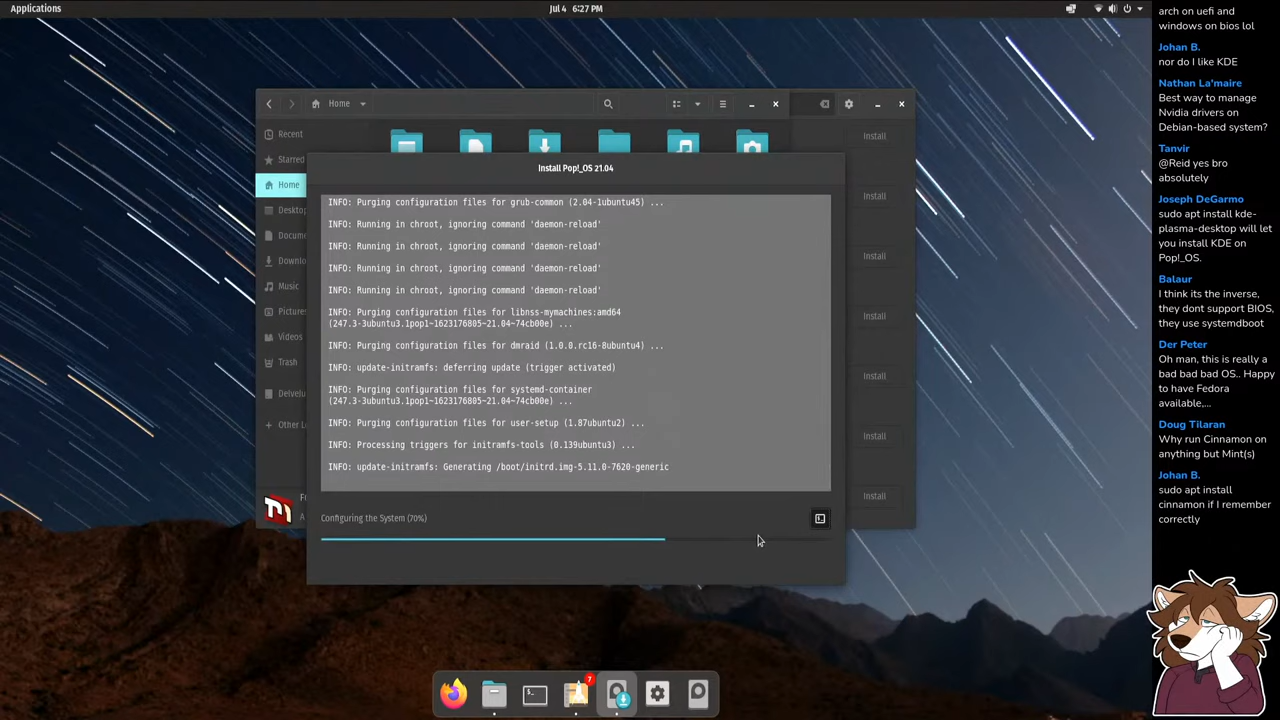 Applications
Jul 4 6:27 PM
Home
Recent
Starred
Home
Music
Videos
Trash
Install
Install
Install
Install
Install
Install
Install
Install Pop!_OS 21.04
INFO: Purging configuration files for grub-common (2.04-1ubuntu45) ...
INFO: Running in chroot, ignoring command 'daemon-reload'
INFO: Running in chroot, ignoring command 'daemon-reload'
INFO: Running in chroot, ignoring command 'daemon-reload'
INFO: Running in chroot, ignoring command 'daemon-reload'
INFO: Purging configuration files for libnss-mymachines:amd64
(247.3-3ubuntu3.1pop1~1623176805~21.04~74cb00e) ...
INFO: Purging configuration files for dmraid (1.0.0.rc16-8ubuntu4) ...
INFO: update-initramfs: deferring update (trigger activated)
INFO: Purging configuration files for systemd-container
(247.3-3ubuntu3.1pop1~1623176805~21.04~74cb00e) ...
INFO: Purging configuration files for user-setup (1.87ubuntu2) ...
INFO: Processing triggers for initramfs-tools (0.139ubuntu3) ...
INFO: update-initramfs: Generating /boot/initrd.img-5.11.0-7620-generic
Configuring the System (70%)
7
arch on uefi and
windows on bios lol
Johan B.
nor do I like KDE
Nathan La'maire
Best way to manage
Nvidia drivers on
Debian-based system?
Tanvir
@Reid yes bro
absolutely
Joseph DeGarmo
sudo apt install kde-
plasma-desktop will let
you install KDE on
Pop!_OS.
Balaur
I think its the inverse,
they dont support BIOS,
they use systemdboot
Der Peter
Oh man, this is really a
bad bad bad OS.. Happy
to have Fedora
available,...
Doug Tilaran
Why run Cinnamon on
anything but Mint(s)
Johan B.
sudo apt install
cinnamon if I remember
correctly